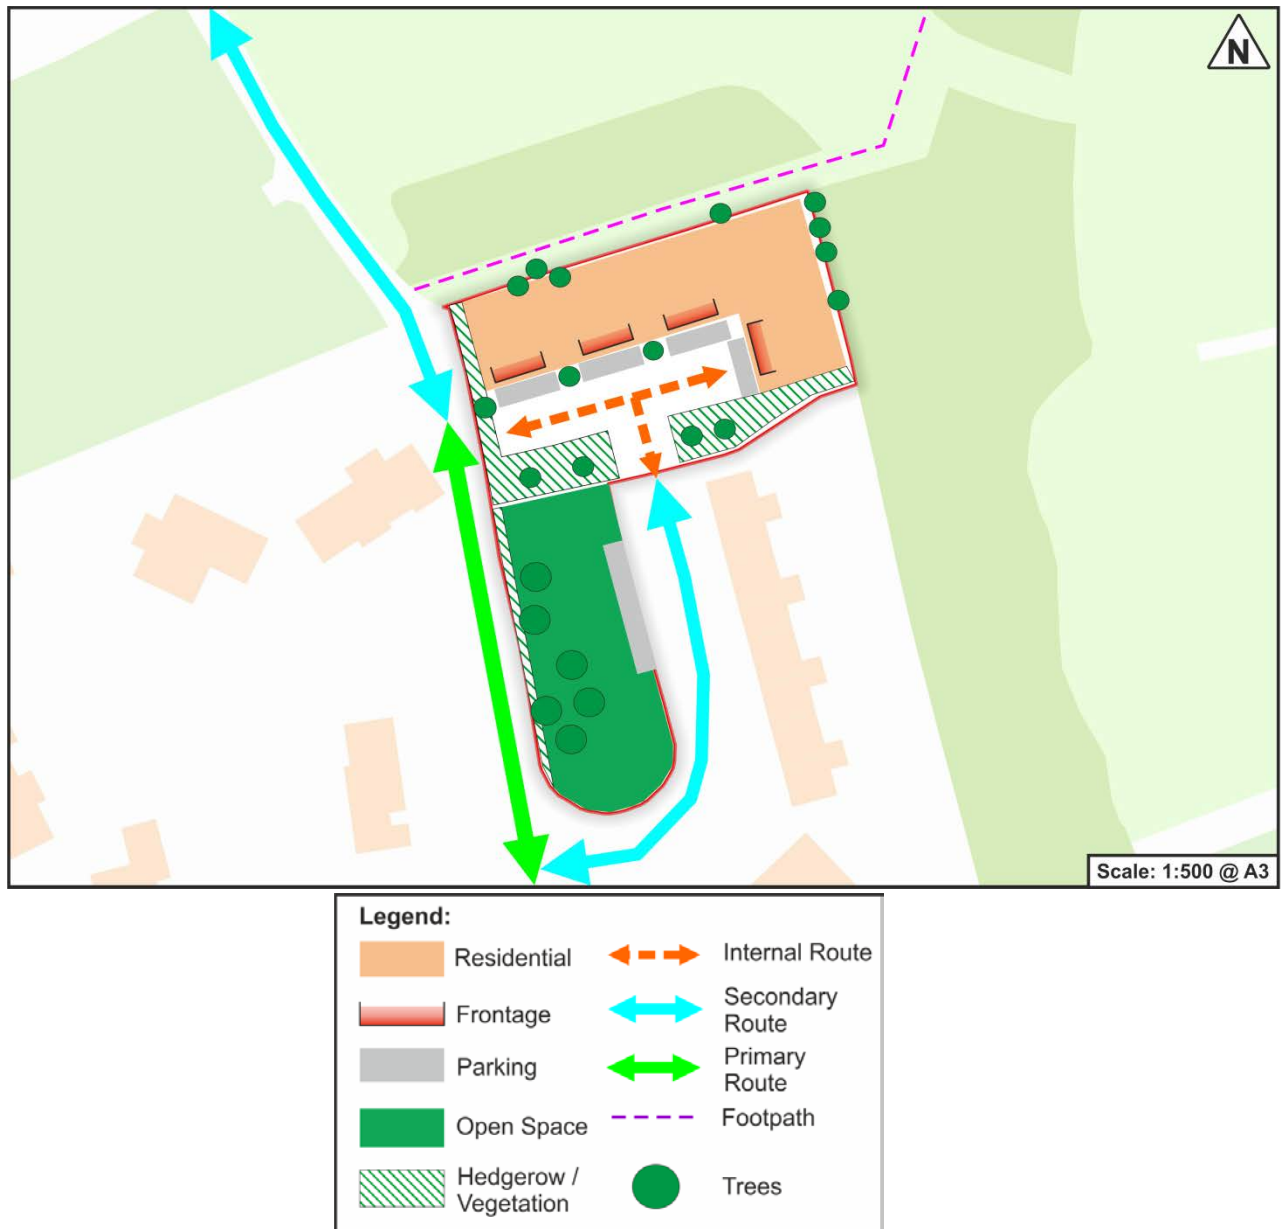 N
Scale: 1:500 @ A3
Legend:
Residential
Frontage
Parking
Open Space
Hedgerow /
Vegetation
Internal Route
Secondary
Route
Primary
Route
Footpath
Trees